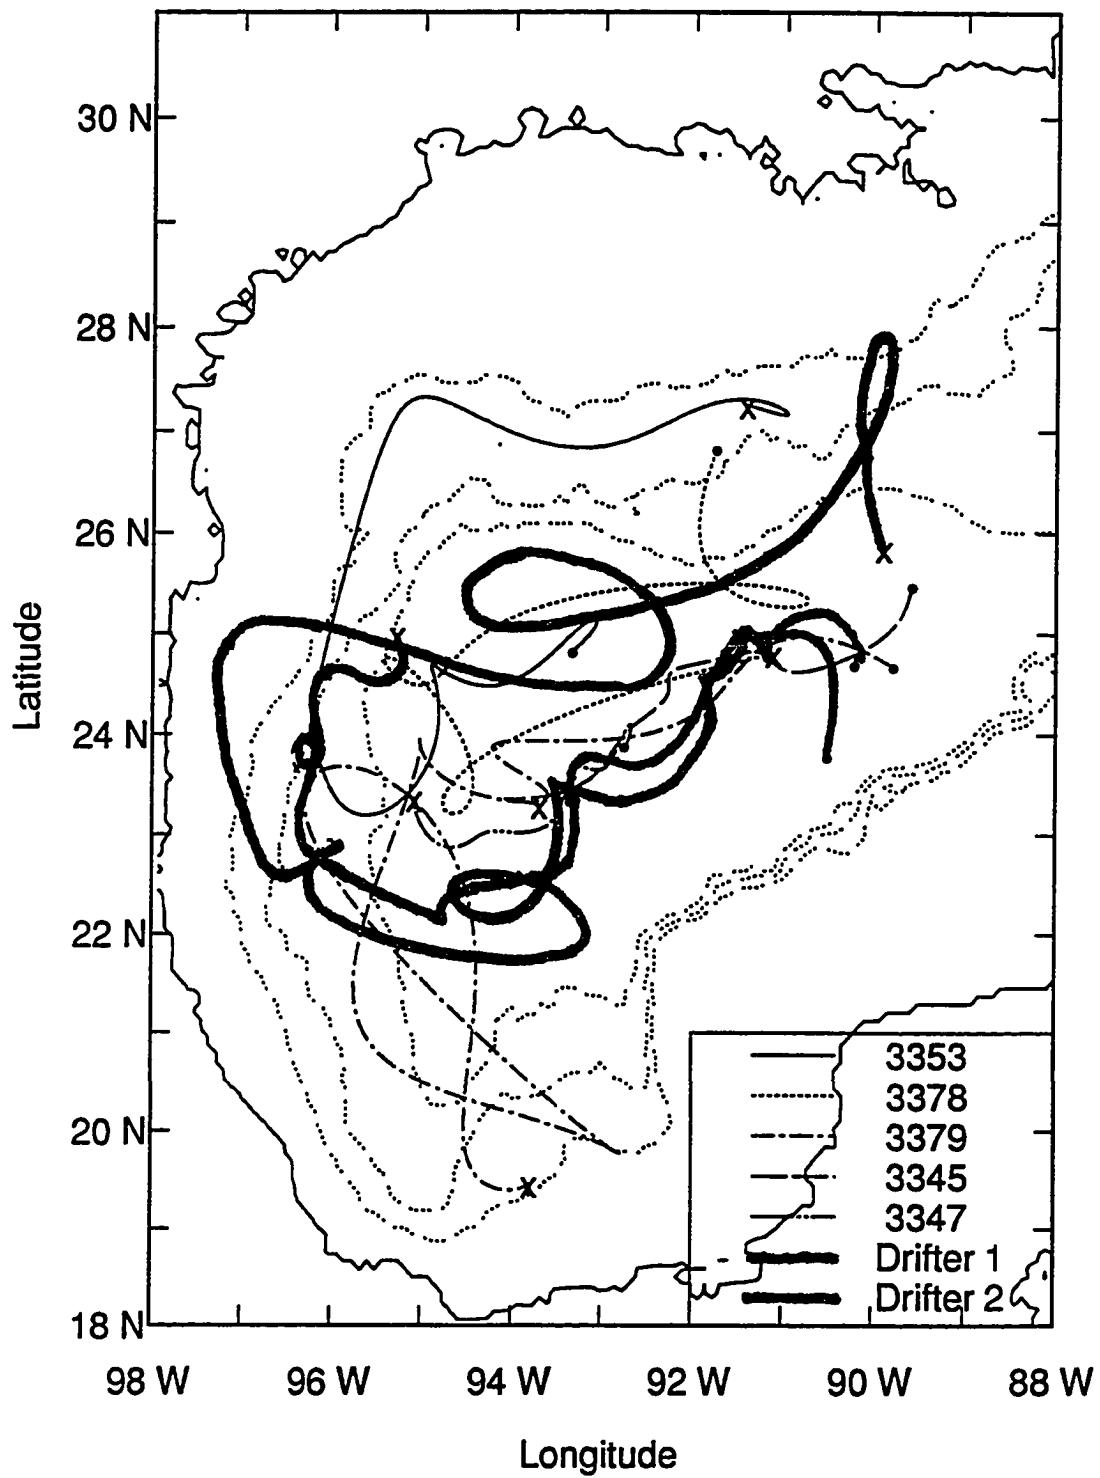 30 N
28 N
26 N
24 N
22 N
20 N
18 N
Latitude
3353
3378
3379
3345
3347
Drifter 1
Drifter 2
98 W
96 W
94 W
92 W
90 W
88 W
Longitude